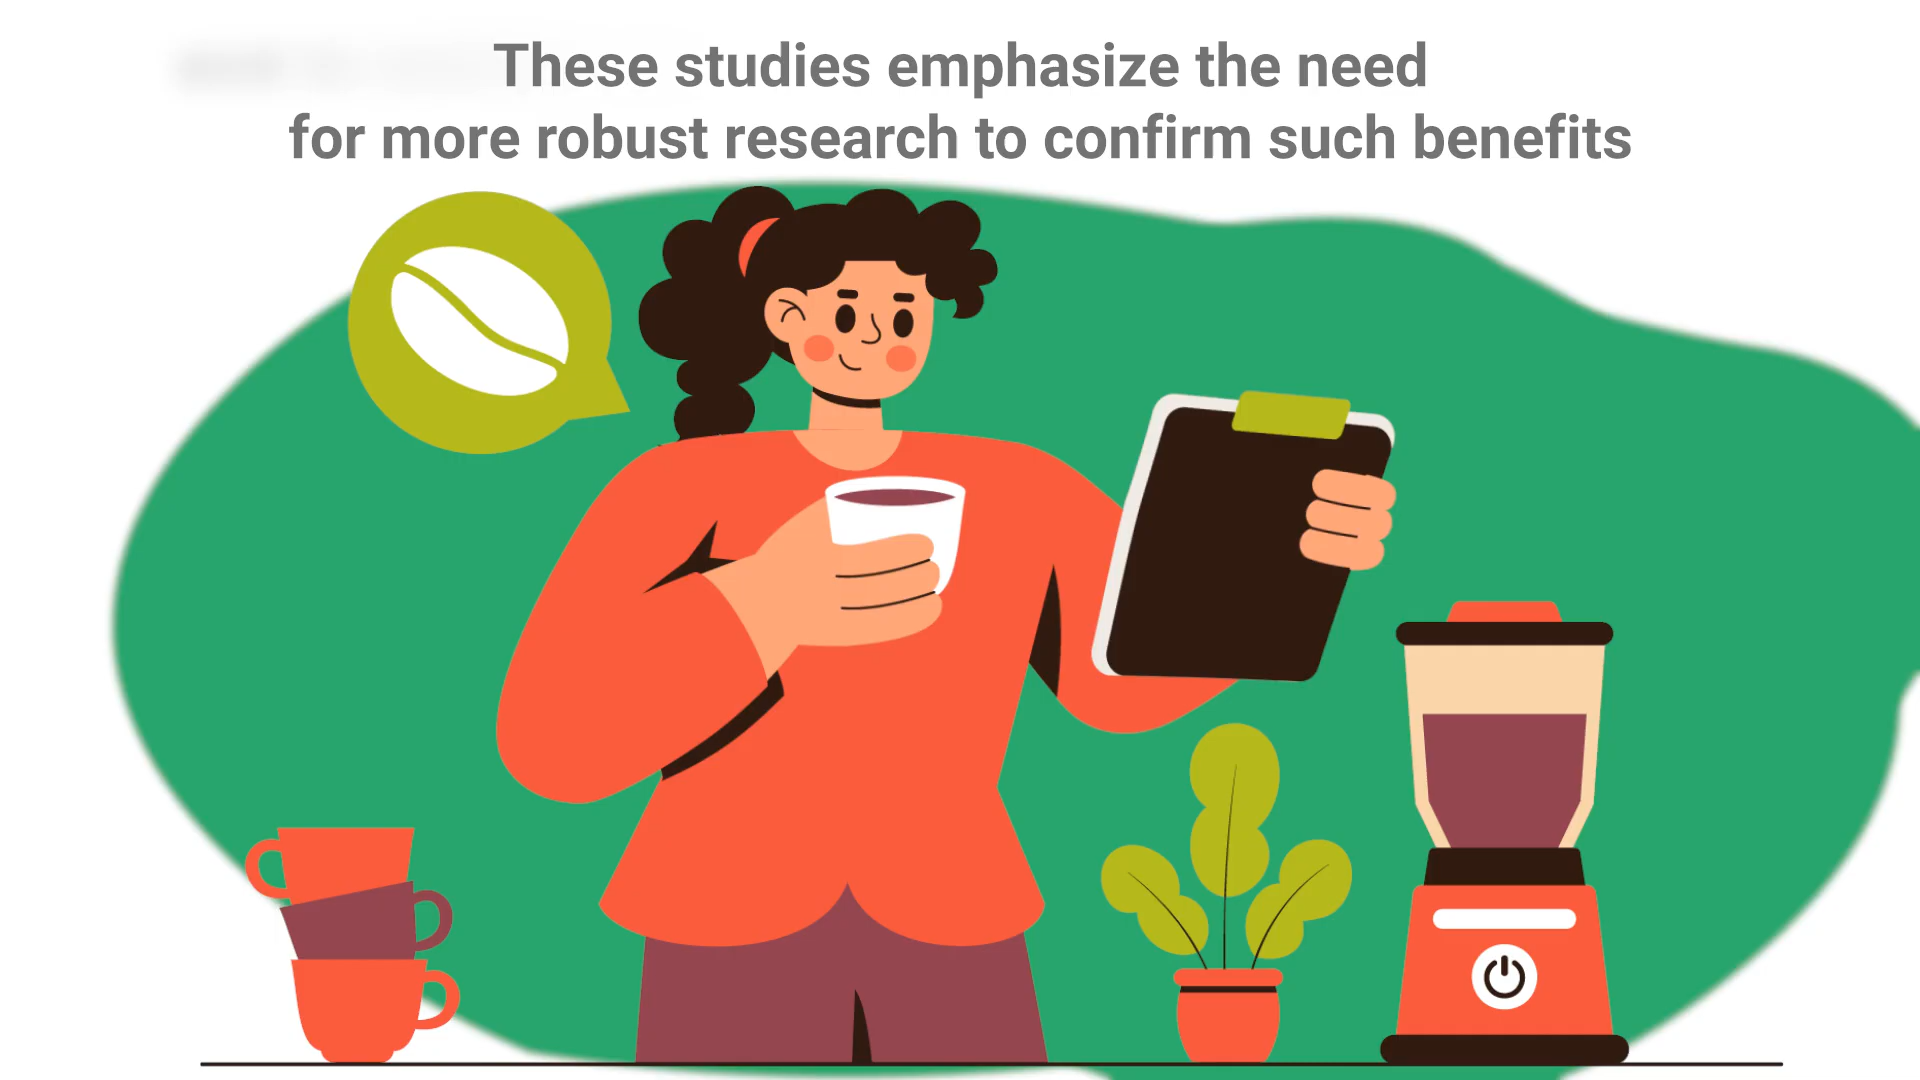 These studies emphasize the need
for more robust research to confirm such benefits